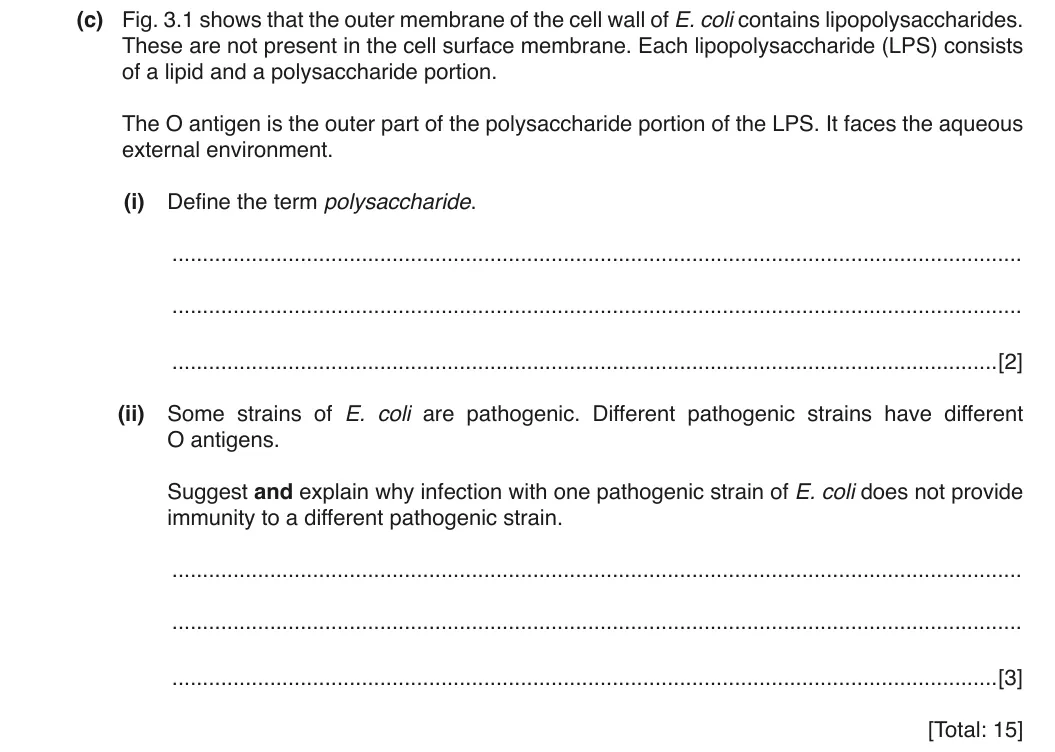 (c) Fig. 3.1 shows that the outer membrane of the cell wall of E. coli contains lipopolysaccharides.
These are not present in the cell surface membrane. Each lipopolysaccharide (LPS) consists
of a lipid and a polysaccharide portion.
The O antigen is the outer part of the polysaccharide portion of the LPS. It faces the aqueous
external environment.
(i) Define the term polysaccharide.
..........................................................................................................................................
..........................................................................................................................................
......................................................................................................................................[2]
(ii) Some strains of E. coli are pathogenic. Different pathogenic strains have different
O antigens.
Suggest and explain why infection with one pathogenic strain of E. coli does not provide
immunity to a different pathogenic strain.
..........................................................................................................................................
..........................................................................................................................................
......................................................................................................................................[3]
[Total: 15]